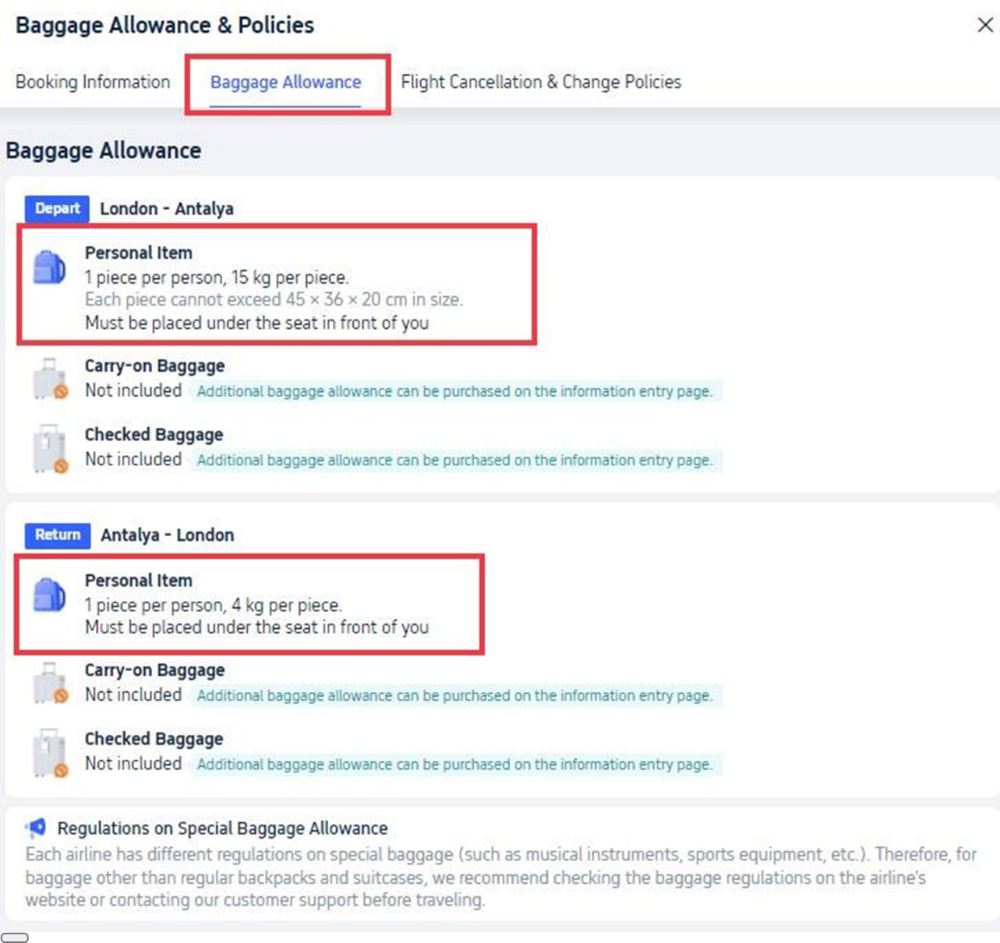 Baggage Allowance & Policies
Booking Information
Baggage Allowance
Flight Cancellation & Change Policies
Baggage Allowance
Depart London - Antalya
Personal Item
1 piece per person, 15 kg per piece.
Each piece cannot exceed 45 × 36 × 20 cm in size.
Must be placed under the seat in front of you
Carry-on Baggage
Not included Additional baggage allowance can be purchased on the information entry page.
Checked Baggage
Not included Additional baggage allowance can be purchased on the information entry page.
Return Antalya - London
Personal Item
1 piece per person, 4 kg per piece.
Must be placed under the seat in front of you
Carry-on Baggage
Not included Additional baggage allowance can be purchased on the information entry page.
Checked Baggage
Not included Additional baggage allowance can be purchased on the information entry page.
Regulations on Special Baggage Allowance
Each airline has different regulations on special baggage (such as musical instruments, sports equipment, etc.). Therefore, for
baggage other than regular backpacks and suitcases, we recommend checking the baggage regulations on the airline's
website or contacting our customer support before traveling.